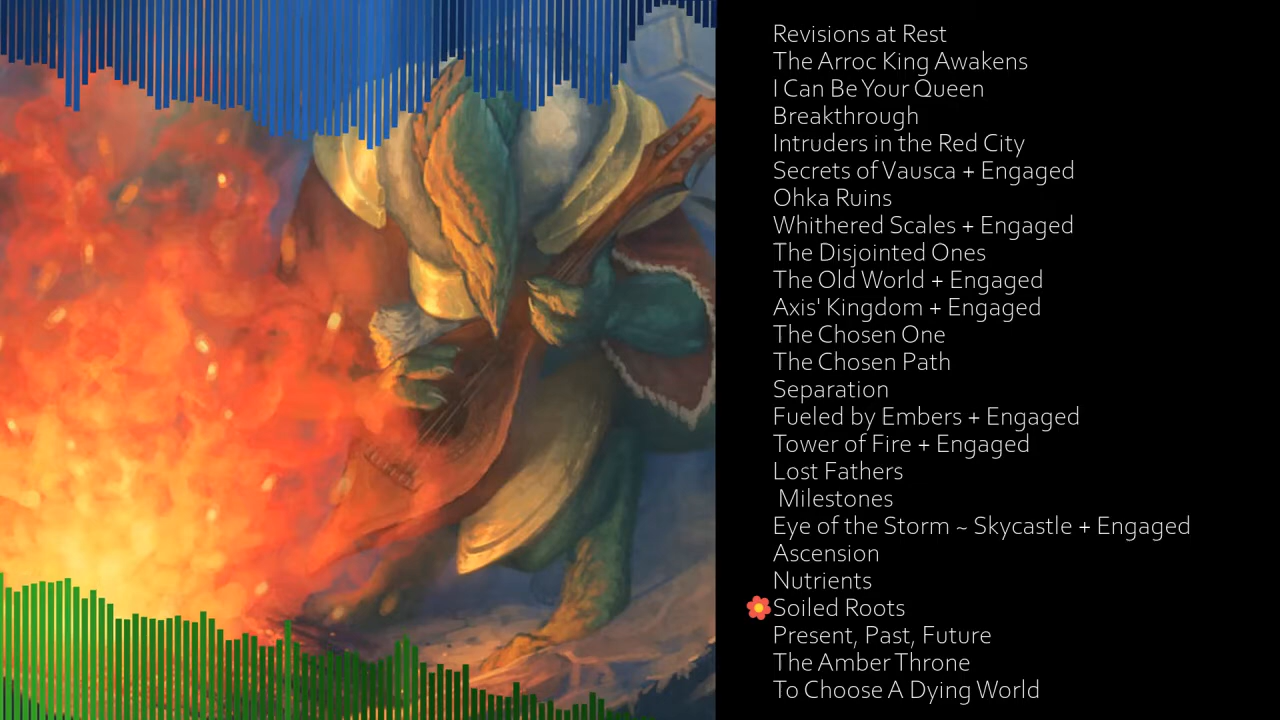 Revisions at Rest
The Arroc King Awakens
I Can Be Your Queen
Breakthrough
Intruders in the Red City
Secrets of Vausca + Engaged
Ohka Ruins
Whithered Scales + Engaged
The Disjointed Ones
The Old World + Engaged
Axis' Kingdom + Engaged
The Chosen One
The Chosen Path
Separation
Fueled by Embers + Engaged
Tower of Fire + Engaged
Lost Fathers
Milestones
Eye of the Storm ~ Skycastle + Engaged
Ascension
Nutrients
Soiled Roots
Present, Past, Future
The Amber Throne
To Choose A Dying World